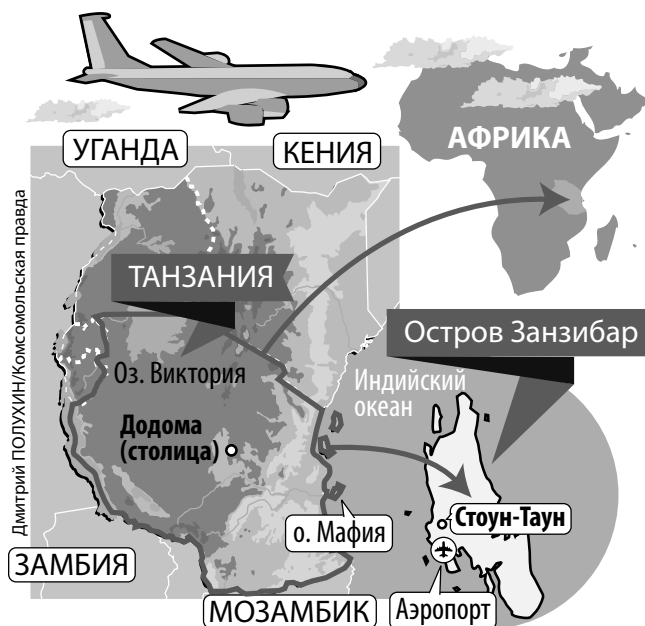 УГАНДА
КЕНИЯ
АФРИКА
ТАНЗАНИЯ
Остров Занзибар
Оз. Виктория
Индийский
океан
Додома
(столица)
Стоун-Таун
о. Мафия
ЗАМБИЯ
МОЗАМБИК
Аэропорт
Дмитрий ПОЛУХИН/Комсомольская правда